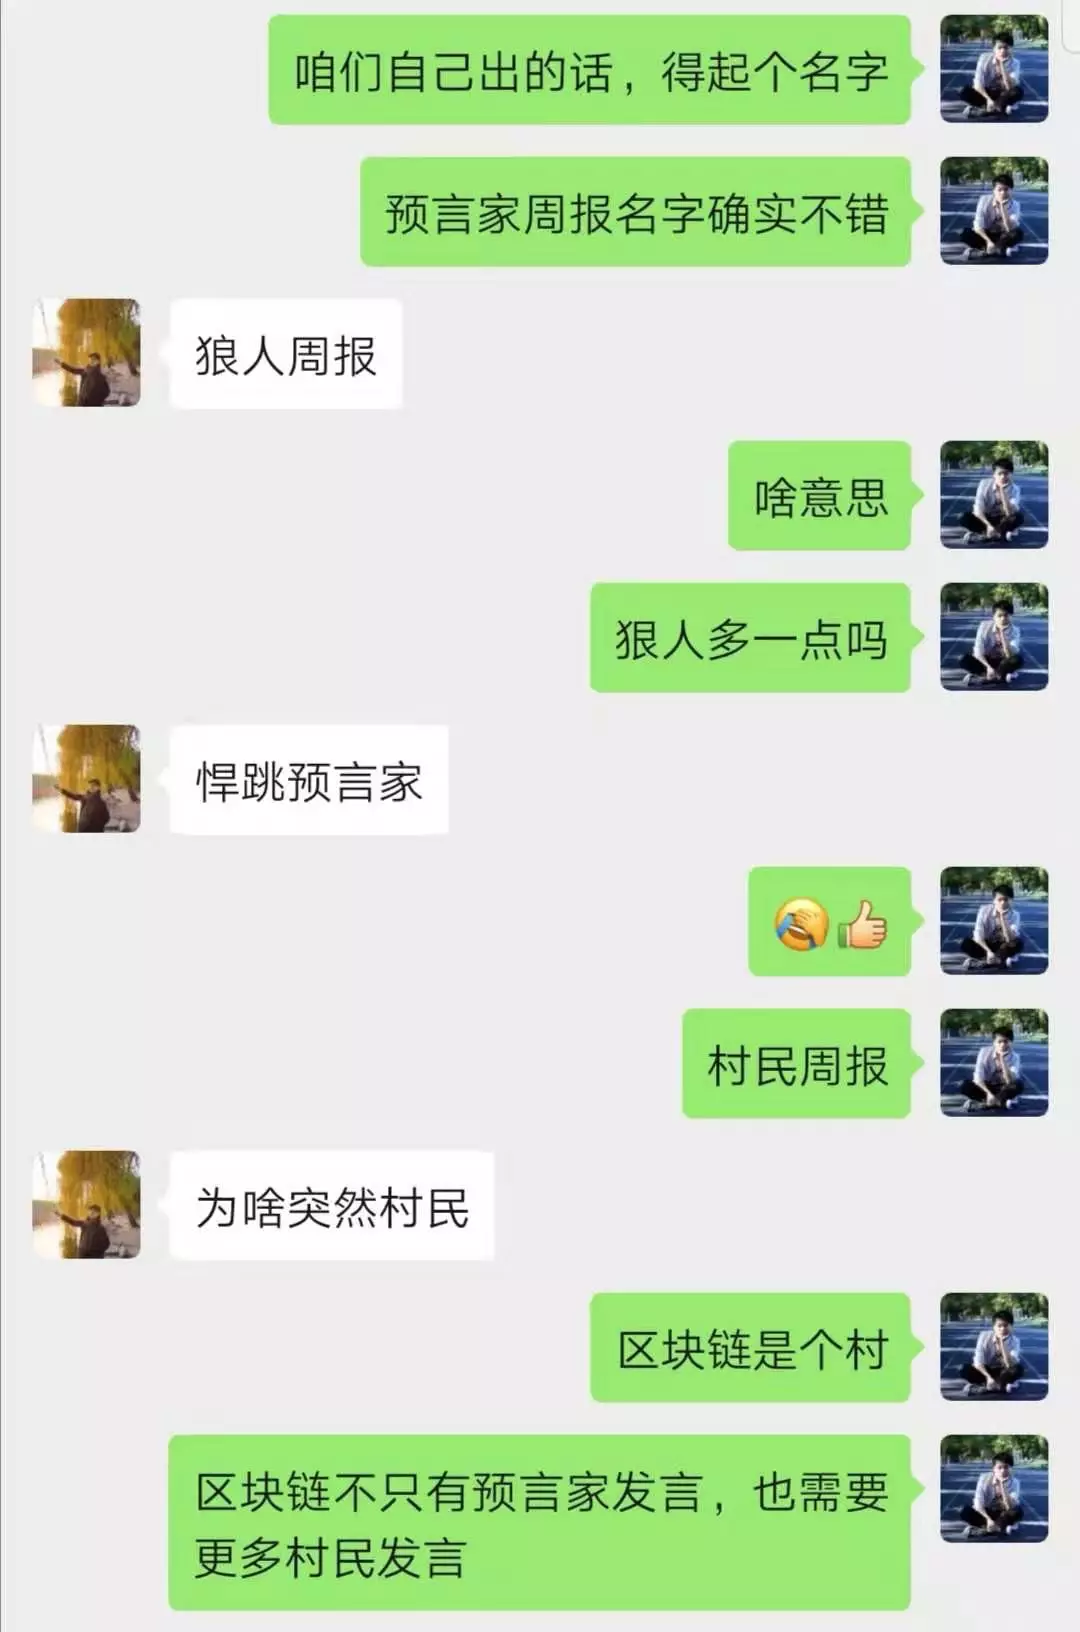 咱们自己出的话，得起个名字
预言家周报名字确实不错
狼人周报
啥意思
狠人多一点吗
悍跳预言家
🤣👍
村民周报
为啥突然村民
区块链是个村
区块链不只有预言家发言，也需要
更多村民发言